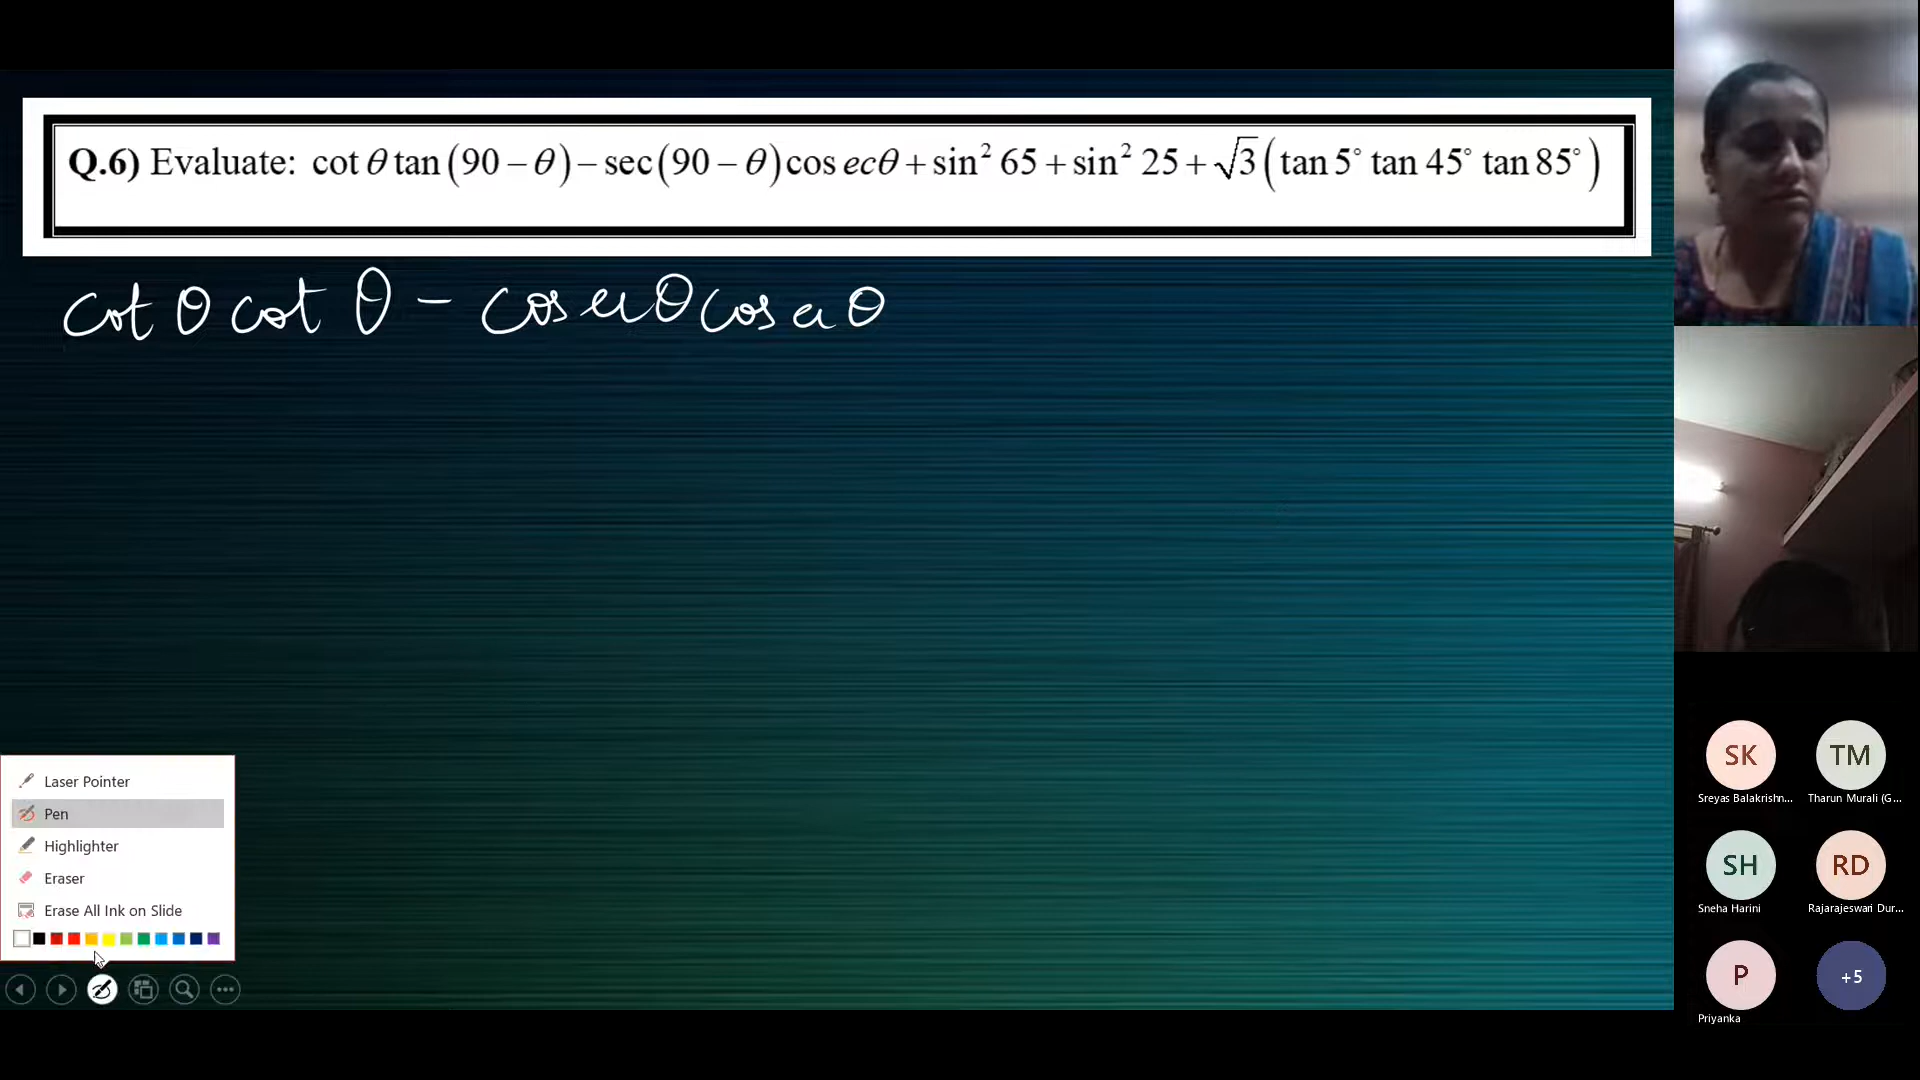 Q.6) Evaluate: cot θ tan (90 − θ) − sec (90 − θ) cos ecθ + sin² 65 + sin² 25 + √3 (tan 5° tan 45° tan 85°)
cot θ cot θ − cosec θ cosec θ
Laser Pointer
Pen
Highlighter
Eraser
Erase All Ink on Slide
SK
TM
Sreyas Balakrishn...
Tharun Murali (G...
SH
RD
Sneha Harini
Rajarajeswari Dur...
P
+5
Priyanka